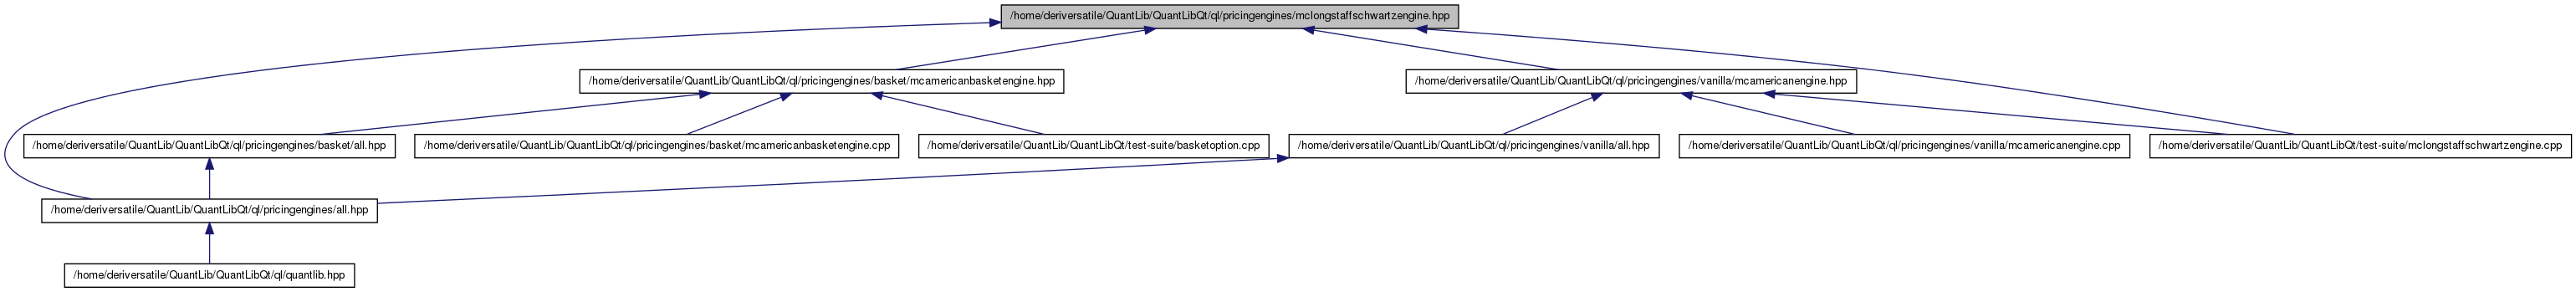 /home/deriversatile/QuantLib/QuantLibQt/ql/pricingengines/mclongstaffschwartzengine.hpp
/home/deriversatile/QuantLib/QuantLibQt/ql/pricingengines/basket/mcamericanbasketengine.hpp
/home/deriversatile/QuantLib/QuantLibQt/ql/pricingengines/vanilla/mcamericanengine.hpp
/home/deriversatile/QuantLib/QuantLibQt/ql/pricingengines/basket/all.hpp
/home/deriversatile/QuantLib/QuantLibQt/ql/pricingengines/basket/mcamericanbasketengine.cpp
/home/deriversatile/QuantLib/QuantLibQt/test-suite/basketoption.cpp
/home/deriversatile/QuantLib/QuantLibQt/ql/pricingengines/vanilla/all.hpp
/home/deriversatile/QuantLib/QuantLibQt/ql/pricingengines/vanilla/mcamericanengine.cpp
/home/deriversatile/QuantLib/QuantLibQt/test-suite/mclongstaffschwartzengine.cpp
/home/deriversatile/QuantLib/QuantLibQt/ql/pricingengines/all.hpp
/home/deriversatile/QuantLib/QuantLibQt/ql/quantlib.hpp